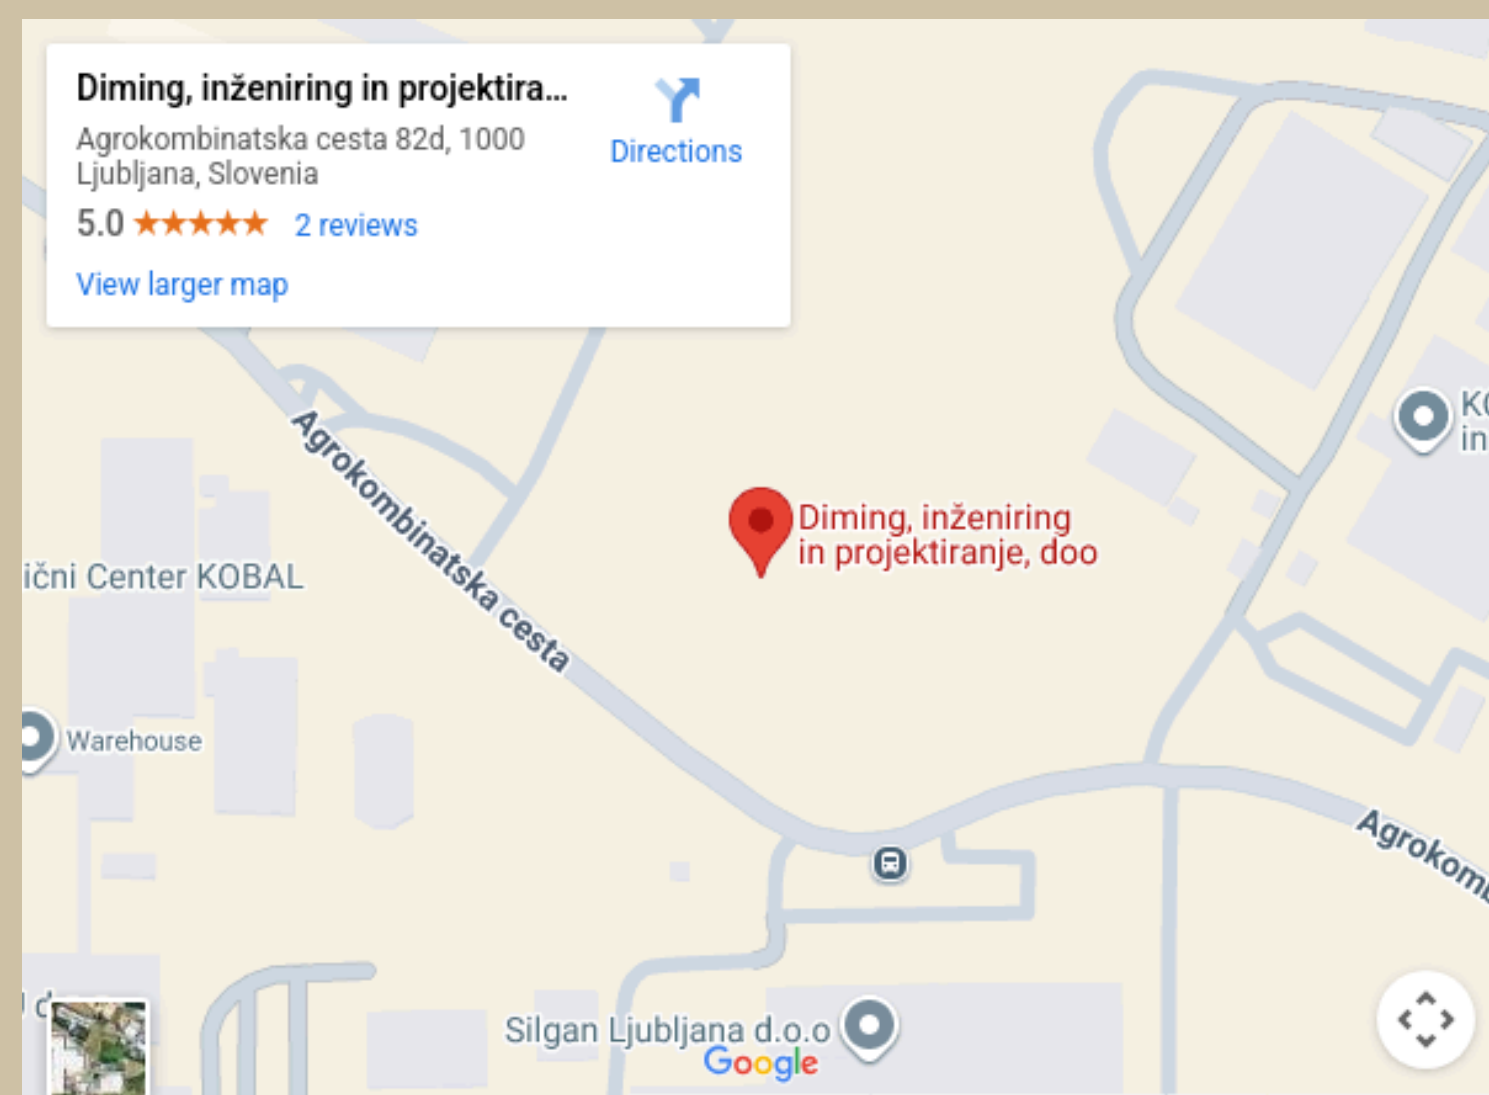 Diming, inženiring in projektira...
Directions
Agrokombinatska cesta 82d, 1000
Ljubljana, Slovenia
5.0 ★★★★★ 2 reviews
View larger map
Agrokombinatska cesta
Diming, inženiring
in projektiranje, doo
ični Center KOBAL
Warehouse
Agrokom
Silgan Ljubljana d.o.o
Google
in